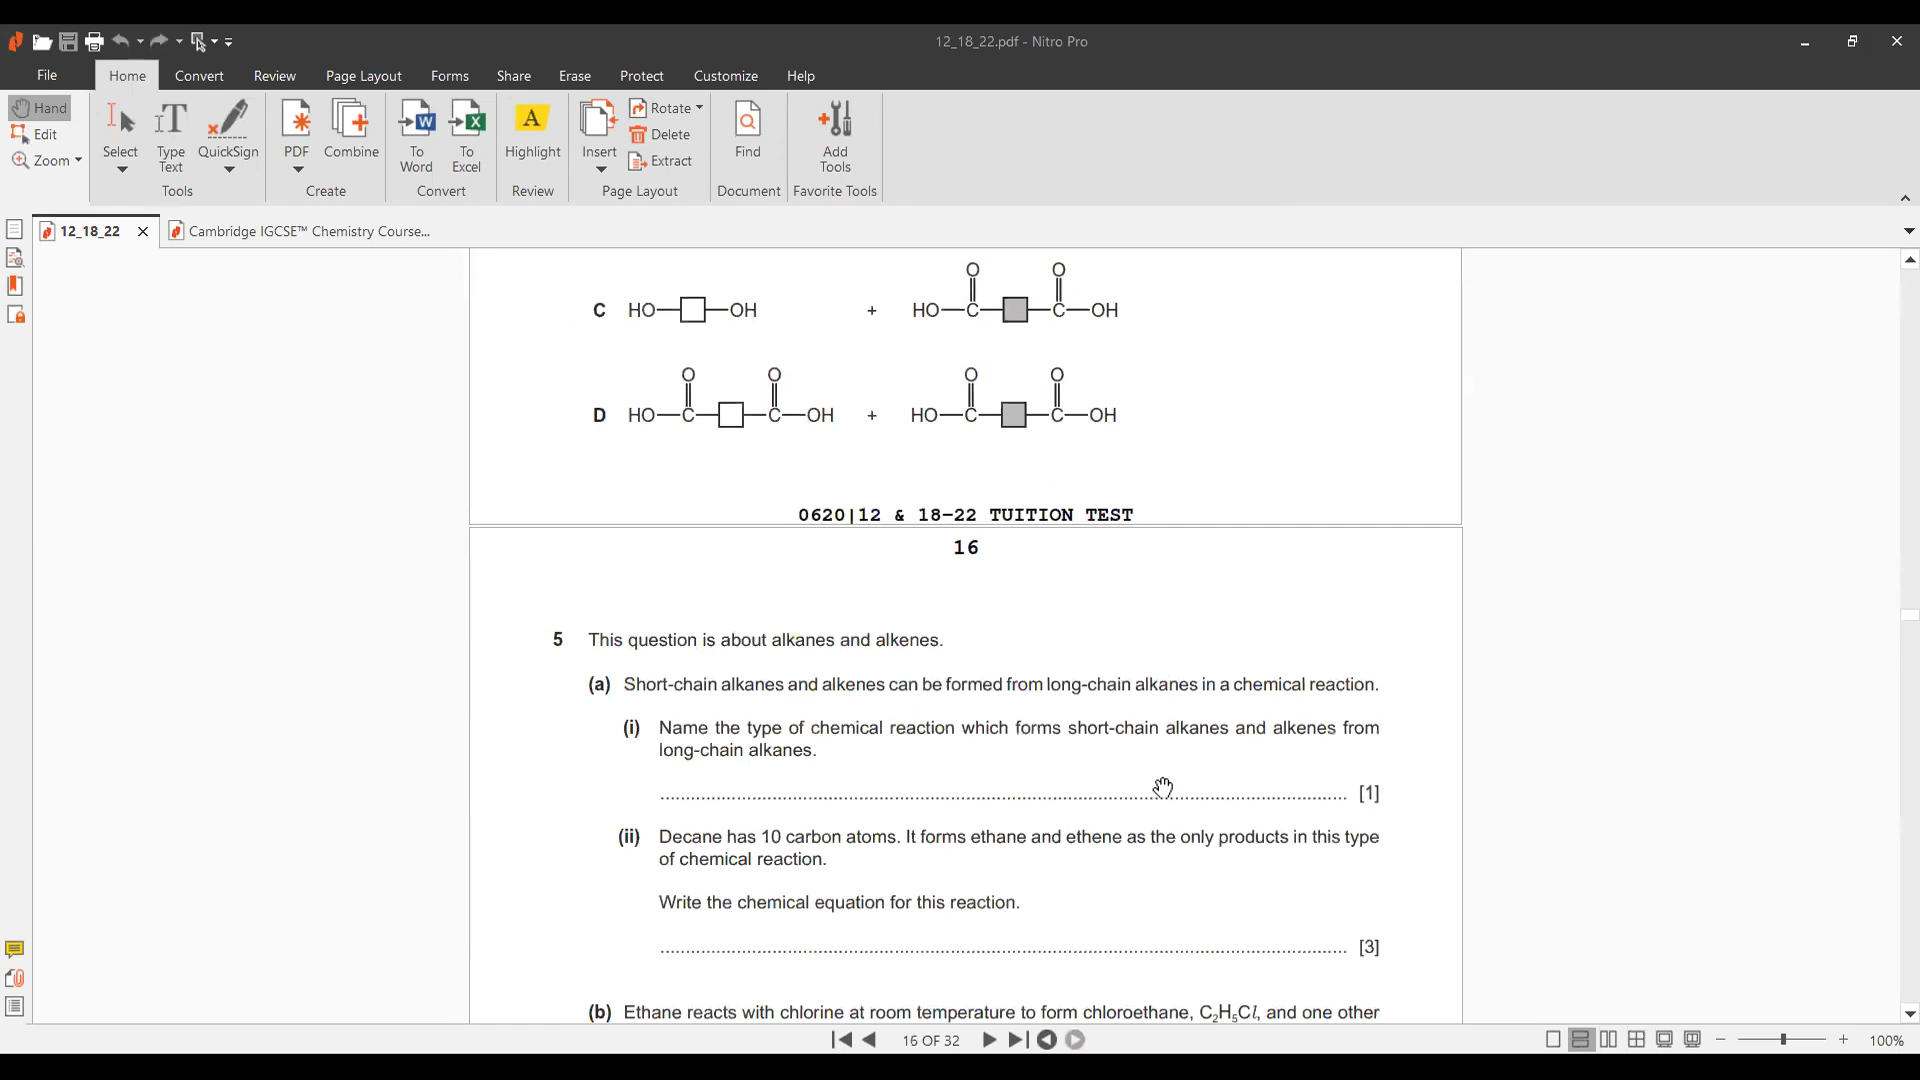 12_18_22.pdf - Nitro Pro
File Home Convert Review Page Layout Forms Share Erase Protect Customize Help
Hand
Edit
Zoom
Select
Type Text
QuickSign
Tools
PDF
Combine
Create
To Word
To Excel
Convert
Highlight
Review
Insert
Rotate
Delete
Extract
Page Layout
Find
Document
Add Tools
Favorite Tools
12_18_22
Cambridge IGCSE™ Chemistry Course...
O O
C HO OH + HO C C OH
O O O O
D HO C C OH + HO C C OH
0620|12 & 18-22 TUITION TEST
16
5 This question is about alkanes and alkenes.
(a) Short-chain alkanes and alkenes can be formed from long-chain alkanes in a chemical reaction.
(i) Name the type of chemical reaction which forms short-chain alkanes and alkenes from
long-chain alkanes.
[1]
(ii) Decane has 10 carbon atoms. It forms ethane and ethene as the only products in this type
of chemical reaction.
Write the chemical equation for this reaction.
[3]
(b) Ethane reacts with chlorine at room temperature to form chloroethane, C₂H₅Cl, and one other
16 OF 32
100%